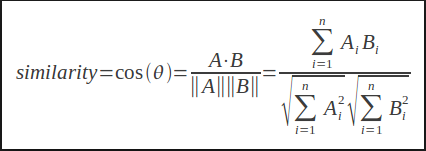 similarity=cos(θ)= A·B / ||A||||B|| = ∑_{i=1}^{n} A_i B_i / √(∑_{i=1}^{n} A_i^2) √(∑_{i=1}^{n} B_i^2)